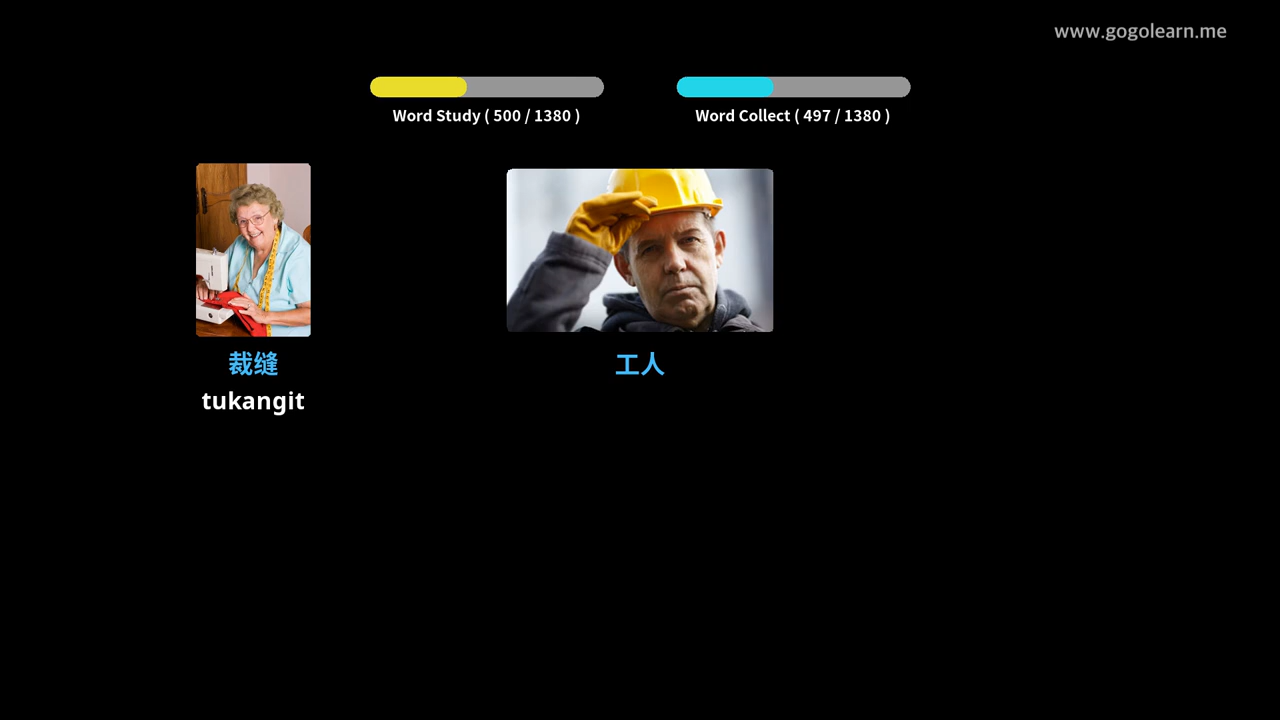 www.gogolearn.me
Word Study ( 500 / 1380 )
Word Collect ( 497 / 1380 )
裁缝
工人
tukangit